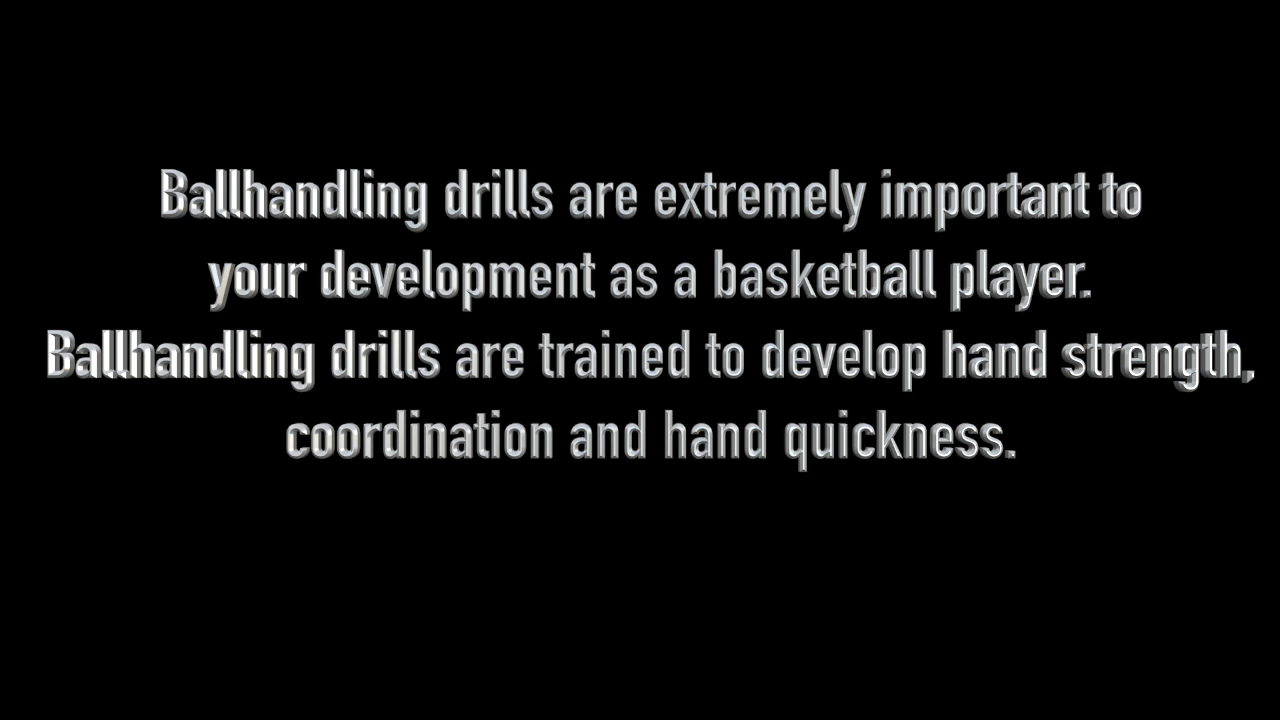 Ballhandling drills are extremely important to
your development as a basketball player.
Ballhandling drills are trained to develop hand strength,
coordination and hand quickness.